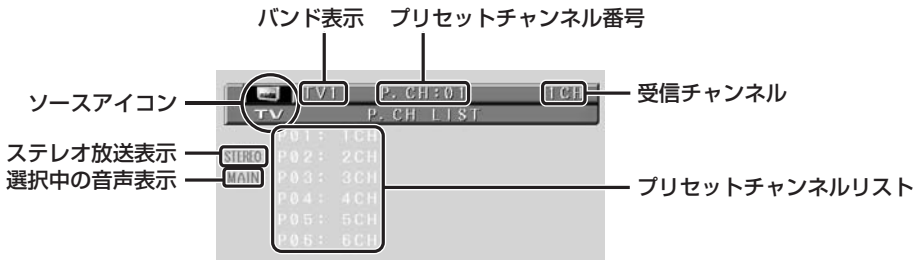 バンド表示 プリセットチャンネル番号
ソースアイコン
TV1 P. CH:01 1CH
受信チャンネル
TV P. CH LIST
ステレオ放送表示
選択中の音声表示
STEREO
MAIN
P01: 1CH
P02: 2CH
P03: 3CH
P04: 4CH
P05: 5CH
P06: 6CH
プリセットチャンネルリスト